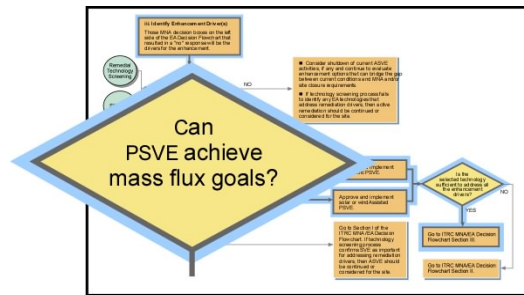 iii: Identify Enhancement Driver(s)
Those MNA decision boxes on the left
side of the EA Decision Flowchart that
resulted in a "no" response will be the
drivers for the enhancement.
Remedial
Technology
Screening
NO
Consider shutdown of current ASVE
activities, if any and continue to evaluate
enhancement options that can bridge the gap
between current conditions and MNA and/or
site closure requirements.
If technology screening process fails
to identify any EA technologies that
address remediation drivers, then active
remediation should be continued or
considered for the site.
Can
PSVE achieve
mass flux goals?
implement
PSVE.
Approve and implement
solar or wind Assisted
PSVE.
Is the
selected technology
sufficient to address all
the enhancement
drivers?
NO
YES
Go to Section I of the
ITRC MNA/EA Decision
Flowchart. If technology
screening process
confirms SVE as important
for addressing remediation
drivers, then ASVE should
be continued or
considered for the site.
Go to ITRC MNA/EA Decision
Flowchart Section III.
Go to ITRC MNA/EA Decision
Flowchart Section II.